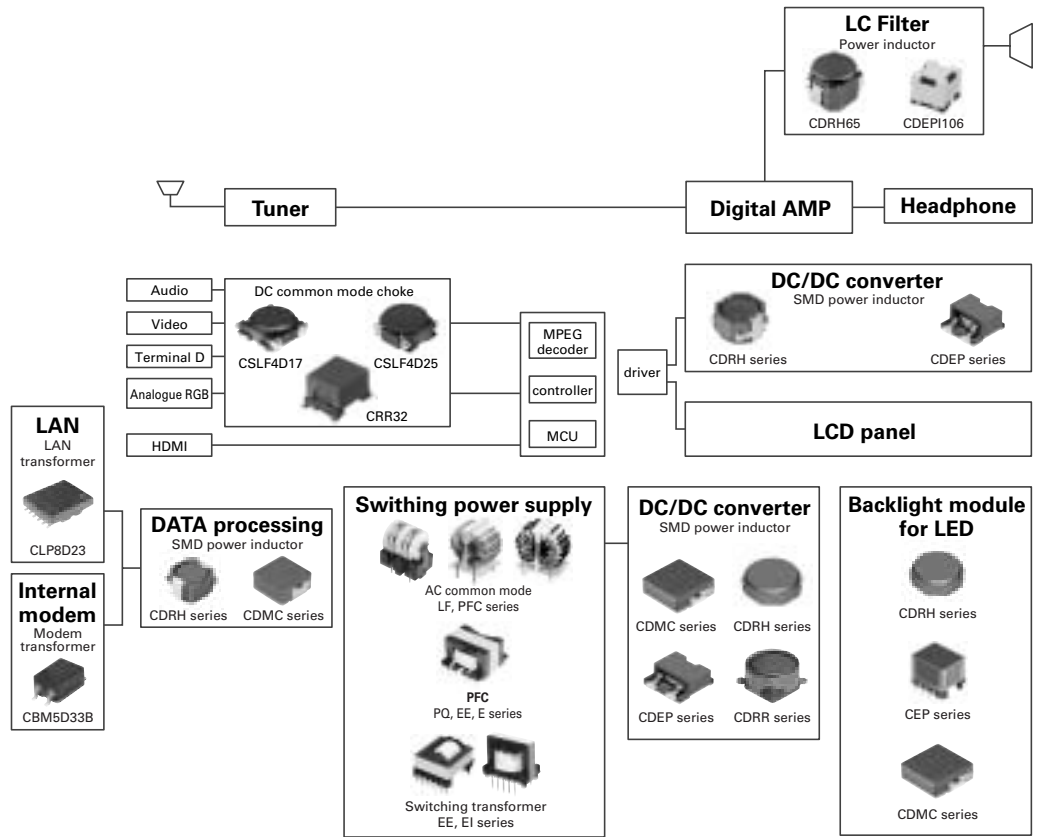 LC Filter
Power inductor
CDRH65
CDEPI106
Tuner
Digital AMP
Headphone
Audio
Video
Terminal D
Analogue RGB
HDMI
DC common mode choke
CSLF4D17
CSLF4D25
CRR32
MPEG
decoder
controller
MCU
driver
DC/DC converter
SMD power inductor
CDRH series
CDEP series
LCD panel
LAN
LAN
transformer
CLP8D23
Internal
modem
Modem
transformer
CBM5D33B
DATA processing
SMD power inductor
CDRH series
CDMC series
Swithing power supply
AC common mode
LF, PFC series
PFC
PQ, EE, E series
Switching transformer
EE, EI series
DC/DC converter
SMD power inductor
CDMC series
CDRH series
CDEP series
CDRR series
Backlight module
for LED
CDRH series
CEP series
CDMC series